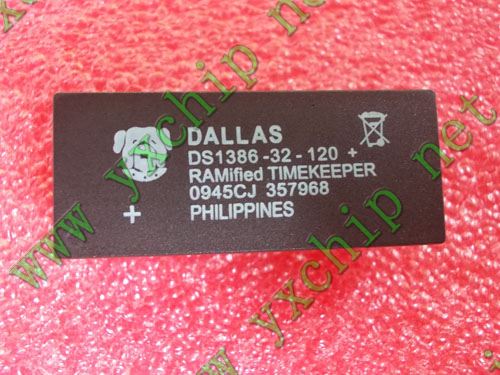 DALLAS
DS1386-32-120 +
RAMified TIMEKEEPER
0945CJ 357968
+ PHILIPPINES
www yxchip net
www yxchip net